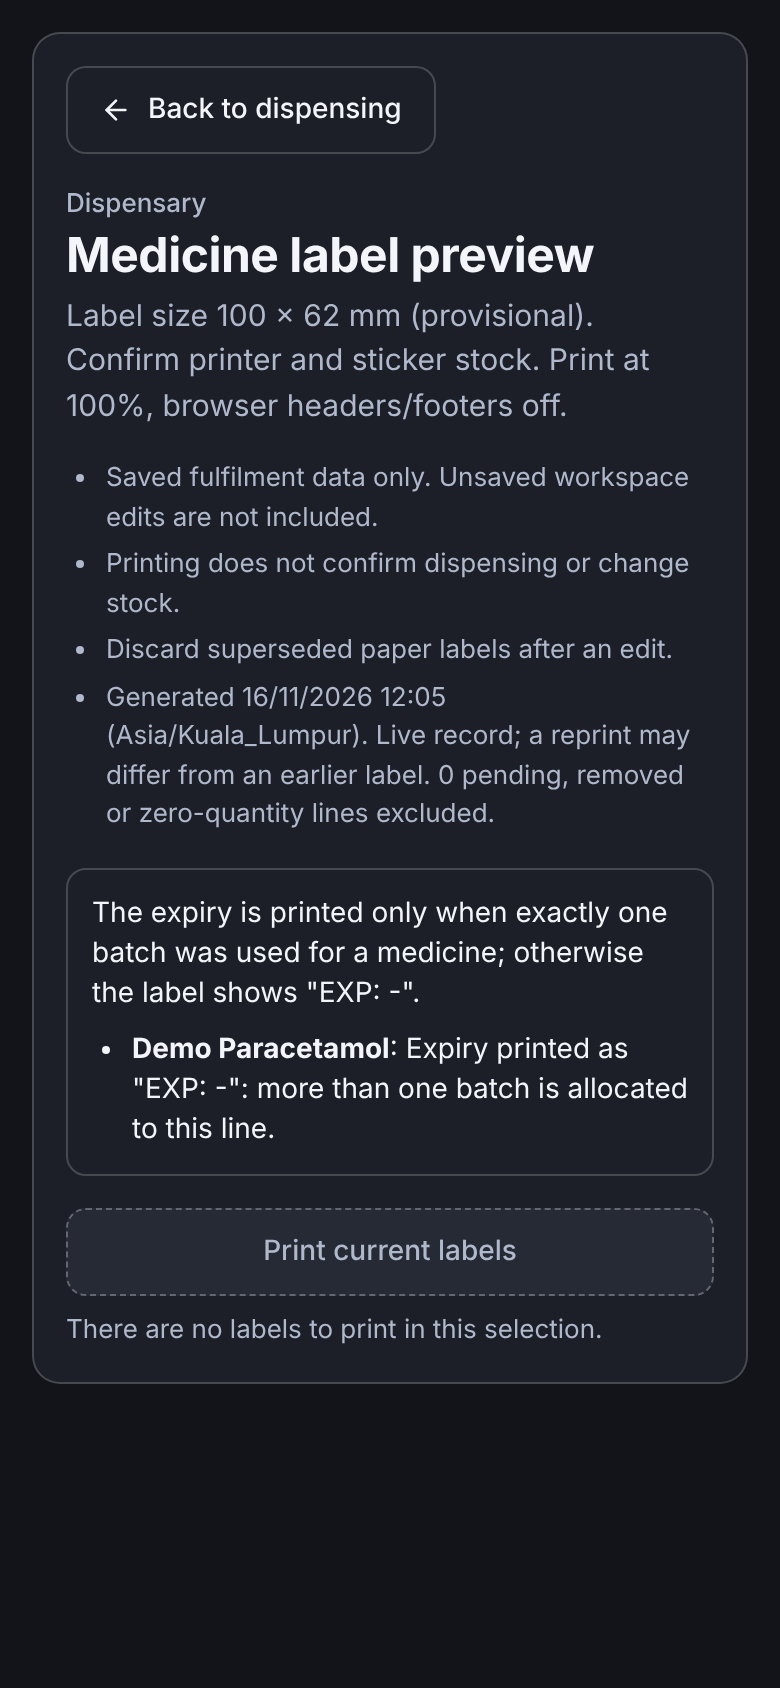 Back to dispensing
Dispensary
Medicine label preview
Label size 100 × 62 mm (provisional).
Confirm printer and sticker stock. Print at
100%, browser headers/footers off.
• Saved fulfilment data only. Unsaved workspace
edits are not included.
• Printing does not confirm dispensing or change
stock.
• Discard superseded paper labels after an edit.
• Generated 16/11/2026 12:05
(Asia/Kuala_Lumpur). Live record; a reprint may
differ from an earlier label. 0 pending, removed
or zero-quantity lines excluded.
The expiry is printed only when exactly one
batch was used for a medicine; otherwise
the label shows "EXP: -".
• Demo Paracetamol: Expiry printed as
"EXP: -": more than one batch is allocated
to this line.
Print current labels
There are no labels to print in this selection.